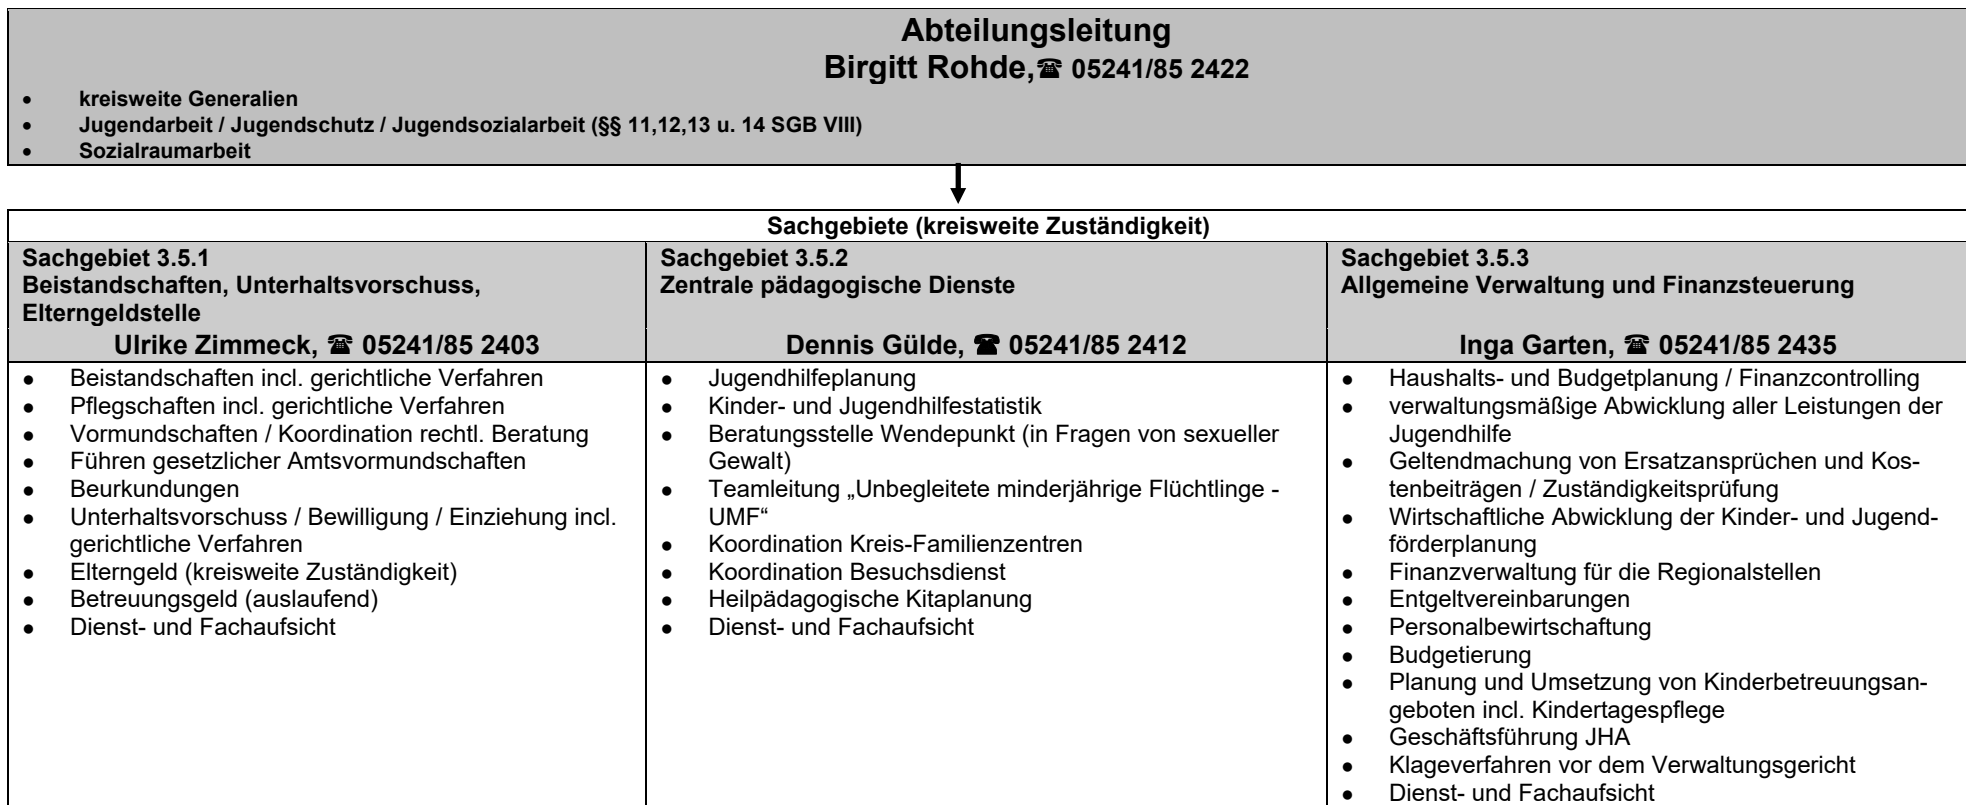 Abteilungsleitung
Birgitt Rohde,☎ 05241/85 2422
• kreisweite Generalien
• Jugendarbeit / Jugendschutz / Jugendsozialarbeit (§§ 11,12,13 u. 14 SGB VIII)
• Sozialraumarbeit
Sachgebiete (kreisweite Zuständigkeit)
Sachgebiet 3.5.1
Beistandschaften, Unterhaltsvorschuss,
Elterngeldstelle
Ulrike Zimmeck, ☎ 05241/85 2403
• Beistandschaften incl. gerichtliche Verfahren
• Pflegschaften incl. gerichtliche Verfahren
• Vormundschaften / Koordination rechtl. Beratung
• Führen gesetzlicher Amtsvormundschaften
• Beurkundungen
• Unterhaltsvorschuss / Bewilligung / Einziehung incl.
gerichtliche Verfahren
• Elterngeld (kreisweite Zuständigkeit)
• Betreuungsgeld (auslaufend)
• Dienst- und Fachaufsicht
Sachgebiet 3.5.2
Zentrale pädagogische Dienste
Dennis Gülde, ☎ 05241/85 2412
• Jugendhilfeplanung
• Kinder- und Jugendhilfestatistik
• Beratungsstelle Wendepunkt (in Fragen von sexueller
Gewalt)
• Teamleitung „Unbegleitete minderjährige Flüchtlinge -
UMF“
• Koordination Kreis-Familienzentren
• Koordination Besuchsdienst
• Heilpädagogische Kitaplanung
• Dienst- und Fachaufsicht
Sachgebiet 3.5.3
Allgemeine Verwaltung und Finanzsteuerung
Inga Garten, ☎ 05241/85 2435
• Haushalts- und Budgetplanung / Finanzcontrolling
• verwaltungsmäßige Abwicklung aller Leistungen der
Jugendhilfe
• Geltendmachung von Ersatzansprüchen und Kos-
tenbeiträgen / Zuständigkeitsprüfung
• Wirtschaftliche Abwicklung der Kinder- und Jugend-
förderplanung
• Finanzverwaltung für die Regionalstellen
• Entgeltvereinbarungen
• Personalbewirtschaftung
• Budgetierung
• Planung und Umsetzung von Kinderbetreuungsan-
geboten incl. Kindertagespflege
• Geschäftsführung JHA
• Klageverfahren vor dem Verwaltungsgericht
• Dienst- und Fachaufsicht